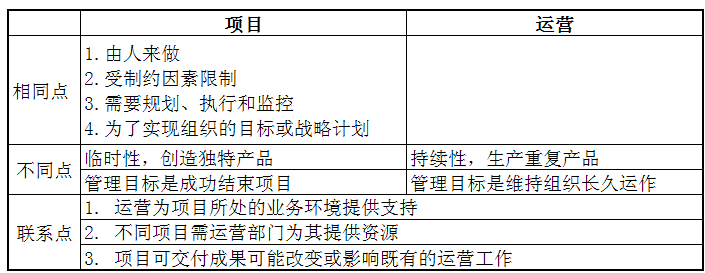 项目 运营
相同点
1.由人来做
2.受制约因素限制
3.需要规划、执行和监控
4.为了实现组织的目标或战略计划
不同点
临时性，创造独特产品 持续性，生产重复产品
管理目标是成功结束项目 管理目标是维持组织长久运作
联系点
1. 运营为项目所处的业务环境提供支持
2. 不同项目需运营部门为其提供资源
3. 项目可交付成果可能改变或影响既有的运营工作